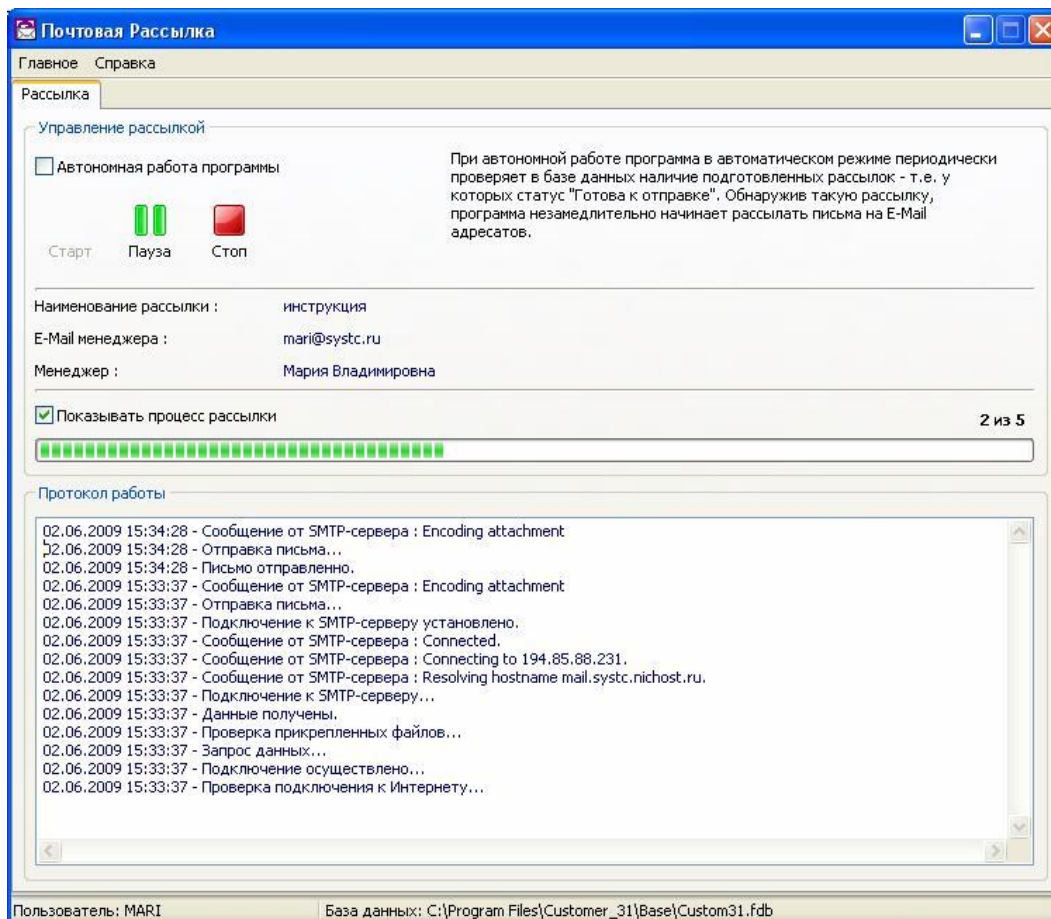 Почтовая Рассылка
Главное Справка
Рассылка
Управление рассылкой
Автономная работа программы
При автономной работе программа в автоматическом режиме периодически
проверяет в базе данных наличие подготовленных рассылок - т.е. у
которых статус "Готова к отправке". Обнаружив такую рассылку,
программа незамедлительно начинает рассылать письма на E-Mail
адресатов.
Старт Пауза Стоп
Наименование рассылки : инструкция
E-Mail менеджера : mari@systc.ru
Менеджер : Мария Владимировна
Показывать процесс рассылки 2 из 5
Протокол работы
02.06.2009 15:34:28 - Сообщение от SMTP-сервера : Encoding attachment
02.06.2009 15:34:28 - Отправка письма...
02.06.2009 15:34:28 - Письмо отправленно.
02.06.2009 15:33:37 - Сообщение от SMTP-сервера : Encoding attachment
02.06.2009 15:33:37 - Отправка письма...
02.06.2009 15:33:37 - Подключение к SMTP-серверу установлено.
02.06.2009 15:33:37 - Сообщение от SMTP-сервера : Connected.
02.06.2009 15:33:37 - Сообщение от SMTP-сервера : Connecting to 194.85.88.231.
02.06.2009 15:33:37 - Сообщение от SMTP-сервера : Resolving hostname mail.systc.nichost.ru.
02.06.2009 15:33:37 - Подключение к SMTP-серверу...
02.06.2009 15:33:37 - Данные получены.
02.06.2009 15:33:37 - Проверка прикрепленных файлов...
02.06.2009 15:33:37 - Запрос данных...
02.06.2009 15:33:37 - Подключение осуществлено...
02.06.2009 15:33:37 - Проверка подключения к Интернету...
Пользователь: MARI База данных: C:\Program Files\Customer_31\Base\Custom31.fdb